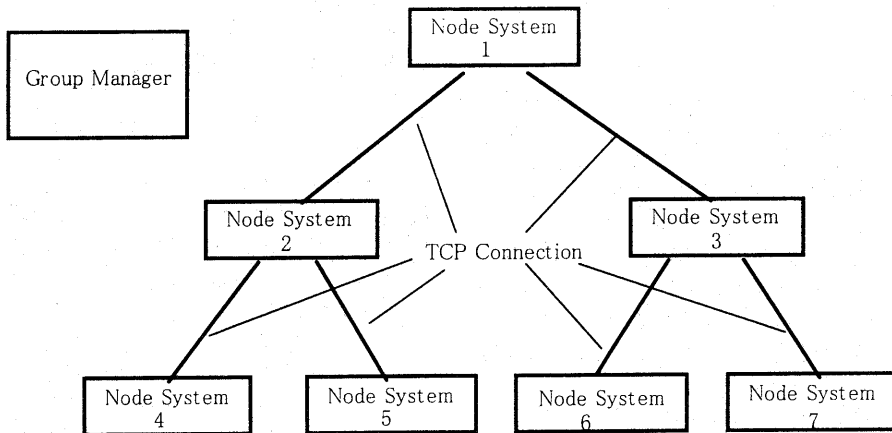 Node System
1
Group Manager
Node System
2
Node System
3
TCP Connection
Node System
4
Node System
5
Node System
6
Node System
7